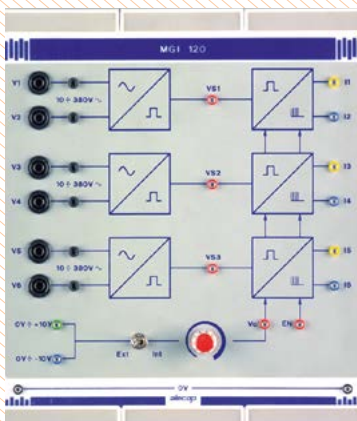 MGI 120
V1
10 ÷ 380V ~
V2
VS1
I1
I2
V3
10 ÷ 380V ~
V4
VS2
I3
I4
V5
10 ÷ 380V ~
V6
VS3
I5
I6
0V ÷ +10V
0V ÷ -10V
Ext
Int
Vα
EN
0V
alecop